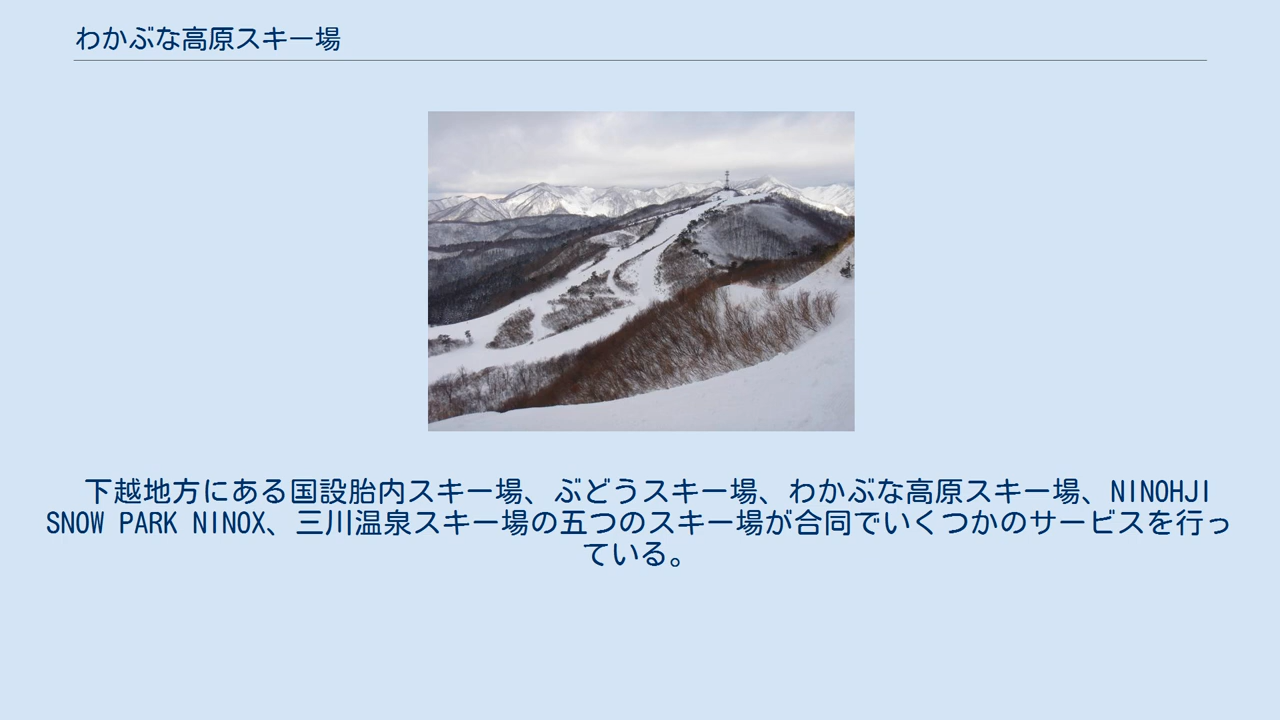 わかぶな高原スキー場
下越地方にある国設胎内スキー場、ぶどうスキー場、わかぶな高原スキー場、NINOHJI
SNOW PARK NINOX、三川温泉スキー場の五つのスキー場が合同でいくつかのサービスを行っ
ている。